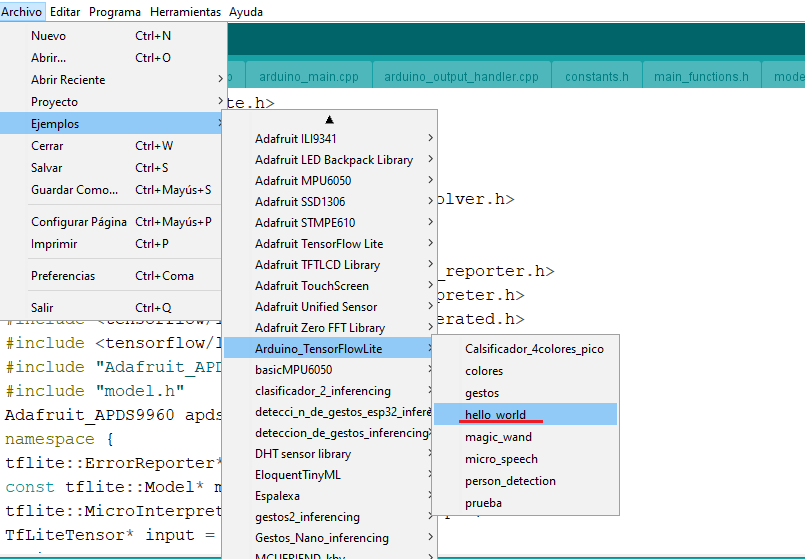 Archivo Editar Programa Herramientas Ayuda
Nuevo Ctrl+N
Abrir... Ctrl+O
Abrir Reciente
Proyecto
Ejemplos
Cerrar Ctrl+W
Salvar Ctrl+S
Guardar Como... Ctrl+Mayús+S
Configurar Página Ctrl+Mayús+P
Imprimir Ctrl+P
Preferencias Ctrl+Coma
Salir Ctrl+Q
arduino_main.cpp arduino_output_handler.cpp constants.h main_functions.h mode
te.h>
olver.h>
_reporter.h>
preter.h>
erated.h>
Adafruit ILI9341
Adafruit LED Backpack Library
Adafruit MPU6050
Adafruit SSD1306
Adafruit STMPE610
Adafruit TensorFlow Lite
Adafruit TFTLCD Library
Adafruit TouchScreen
Adafruit Unified Sensor
Adafruit Zero FFT Library
Arduino_TensorFlowLite
basicMPU6050
clasificador_2_inferencing
detecci_n_de_gestos_esp32_infere
deteccion_de_gestos_inferencing
DHT sensor library
EloquentTinyML
Espalexa
gestos2_inferencing
Gestos_Nano_inferencing
MCUFRIEND_kbv
Calsificador_4colores_pico
colores
gestos
hello_world
magic_wand
micro_speech
person_detection
prueba
#include <tensorflow/l
#include <tensorflow/l
#include "Adafruit_APD
#include "model.h"
Adafruit_APDS9960 apds
namespace {
tflite::ErrorReporter*
const tflite::Model* m
tflite::MicroInterpret
TfLiteTensor* input =